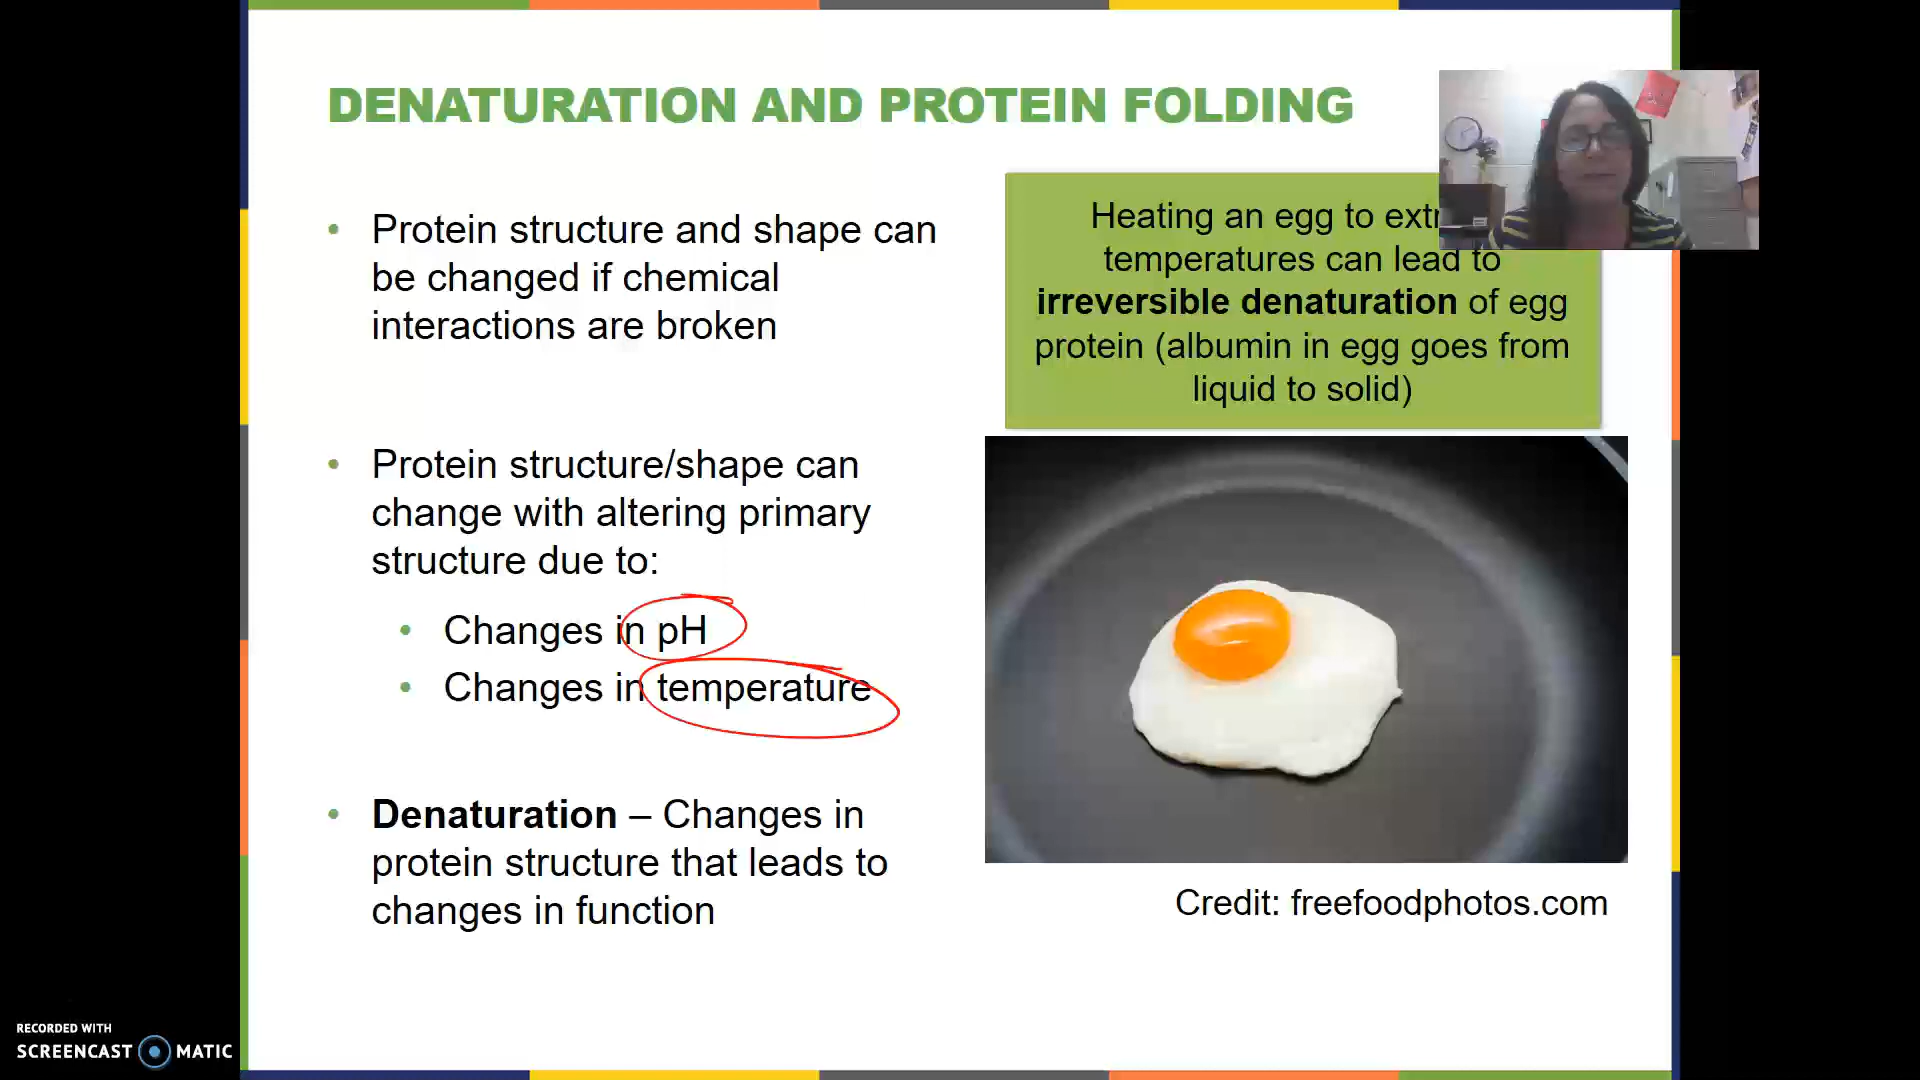 DENATURATION AND PROTEIN FOLDING
• Protein structure and shape can
be changed if chemical
interactions are broken
• Protein structure/shape can
change with altering primary
structure due to:
• Changes in pH
• Changes in temperature
• Denaturation – Changes in
protein structure that leads to
changes in function
Heating an egg to
temperatures can lead to
irreversible denaturation of egg
protein (albumin in egg goes from
liquid to solid)
Credit: freefoodphotos.com
RECORDED WITH
SCREENCAST MATIC